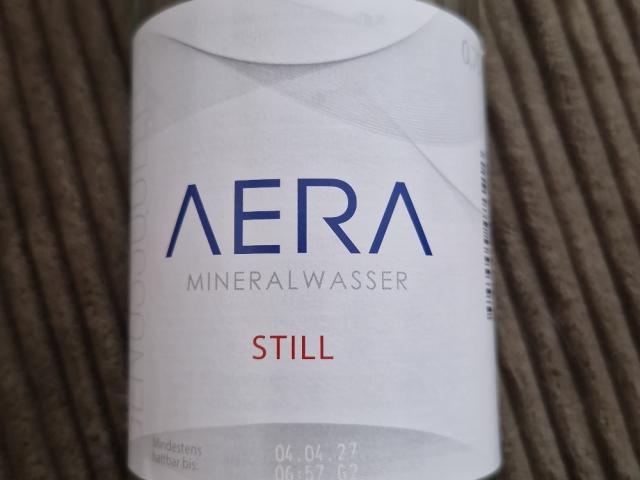 AERA
MINERALWASSER
STILL
Mindestens
haltbar bis:
04.04.27
06:57 G2